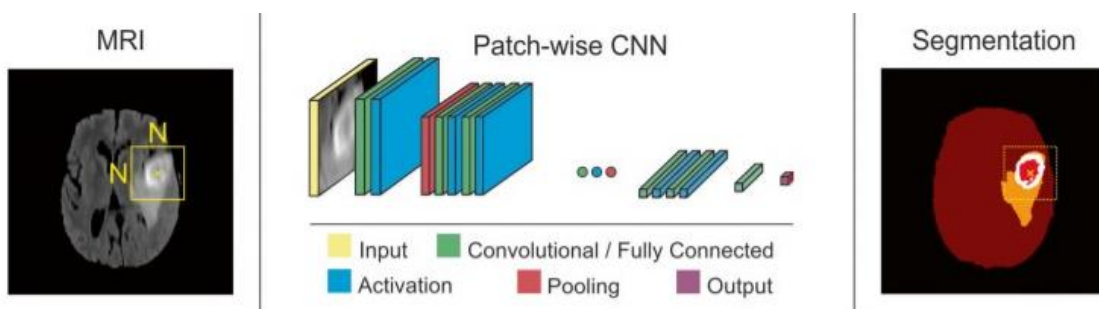 MRI
Patch-wise CNN
Segmentation
N
N
Input
Convolutional / Fully Connected
Activation
Pooling
Output